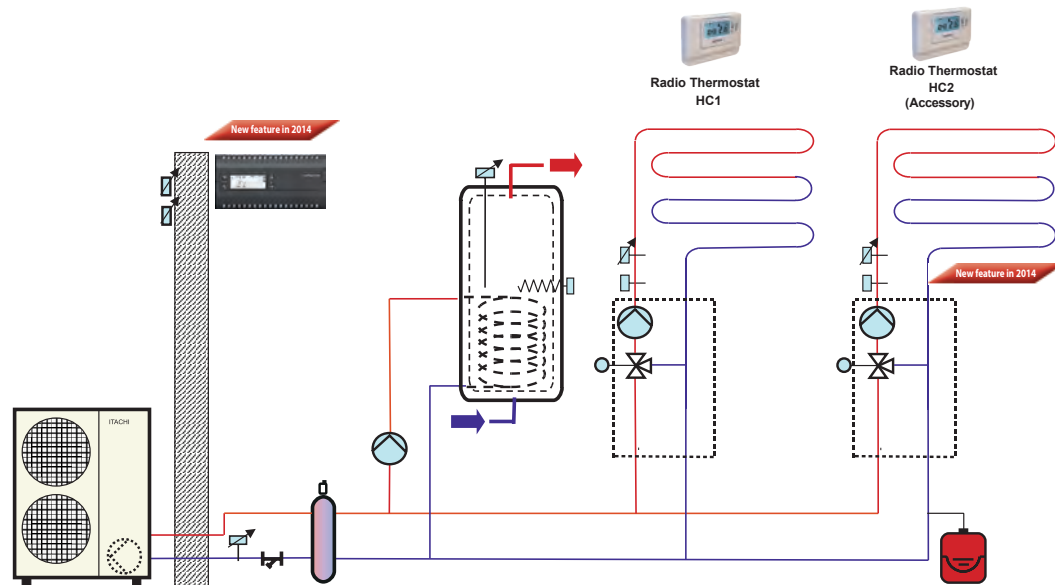 Radio Thermostat
HC1
Radio Thermostat
HC2
(Accessory)
New feature in 2014
New feature in 2014
ITACHI